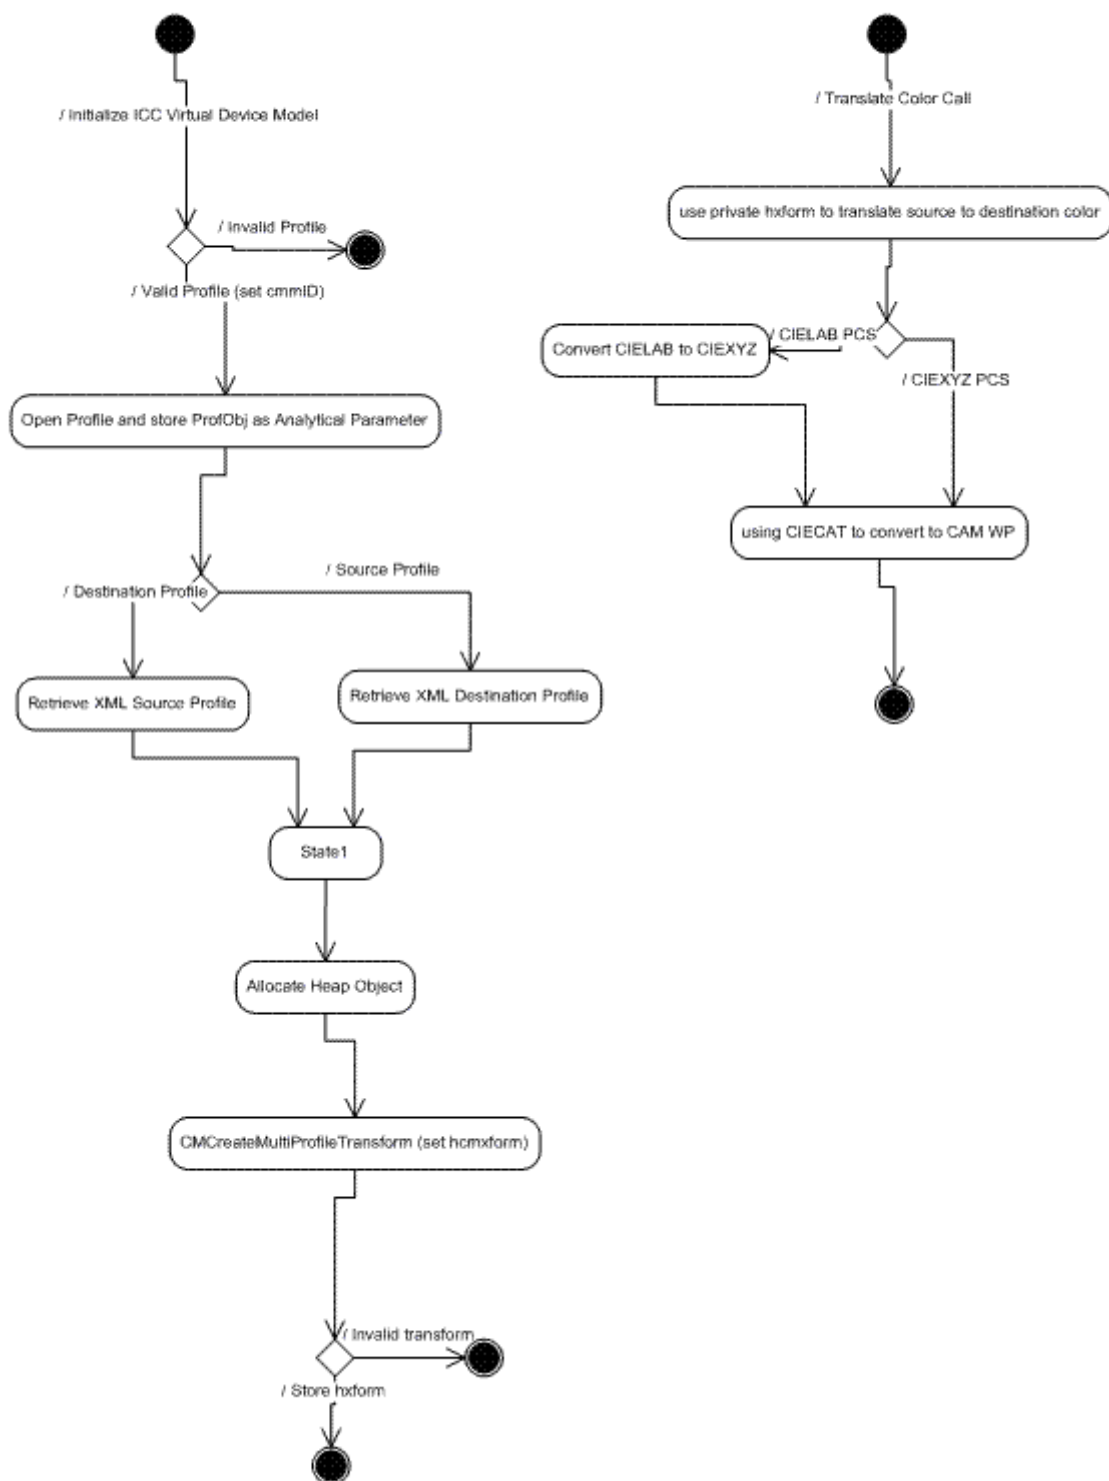 / Initialize ICC Virtual Device Model
/ Invalid Profile
/ Valid Profile (set cmmID)
Open Profile and store ProfObj as Analytical Parameter
/ Destination Profile
/ Source Profile
Retrieve XML Source Profile
Retrieve XML Destination Profile
State1
Allocate Heap Object
CMCreateMultiProfileTransform (set hcmxform)
/ Invalid transform
/ Store hxform
/ Translate Color Call
use private hxform to translate source to destination color
/ CIELAB PCS
Convert CIELAB to CIEXYZ
/ CIEXYZ PCS
using CIECAT to convert to CAM WP